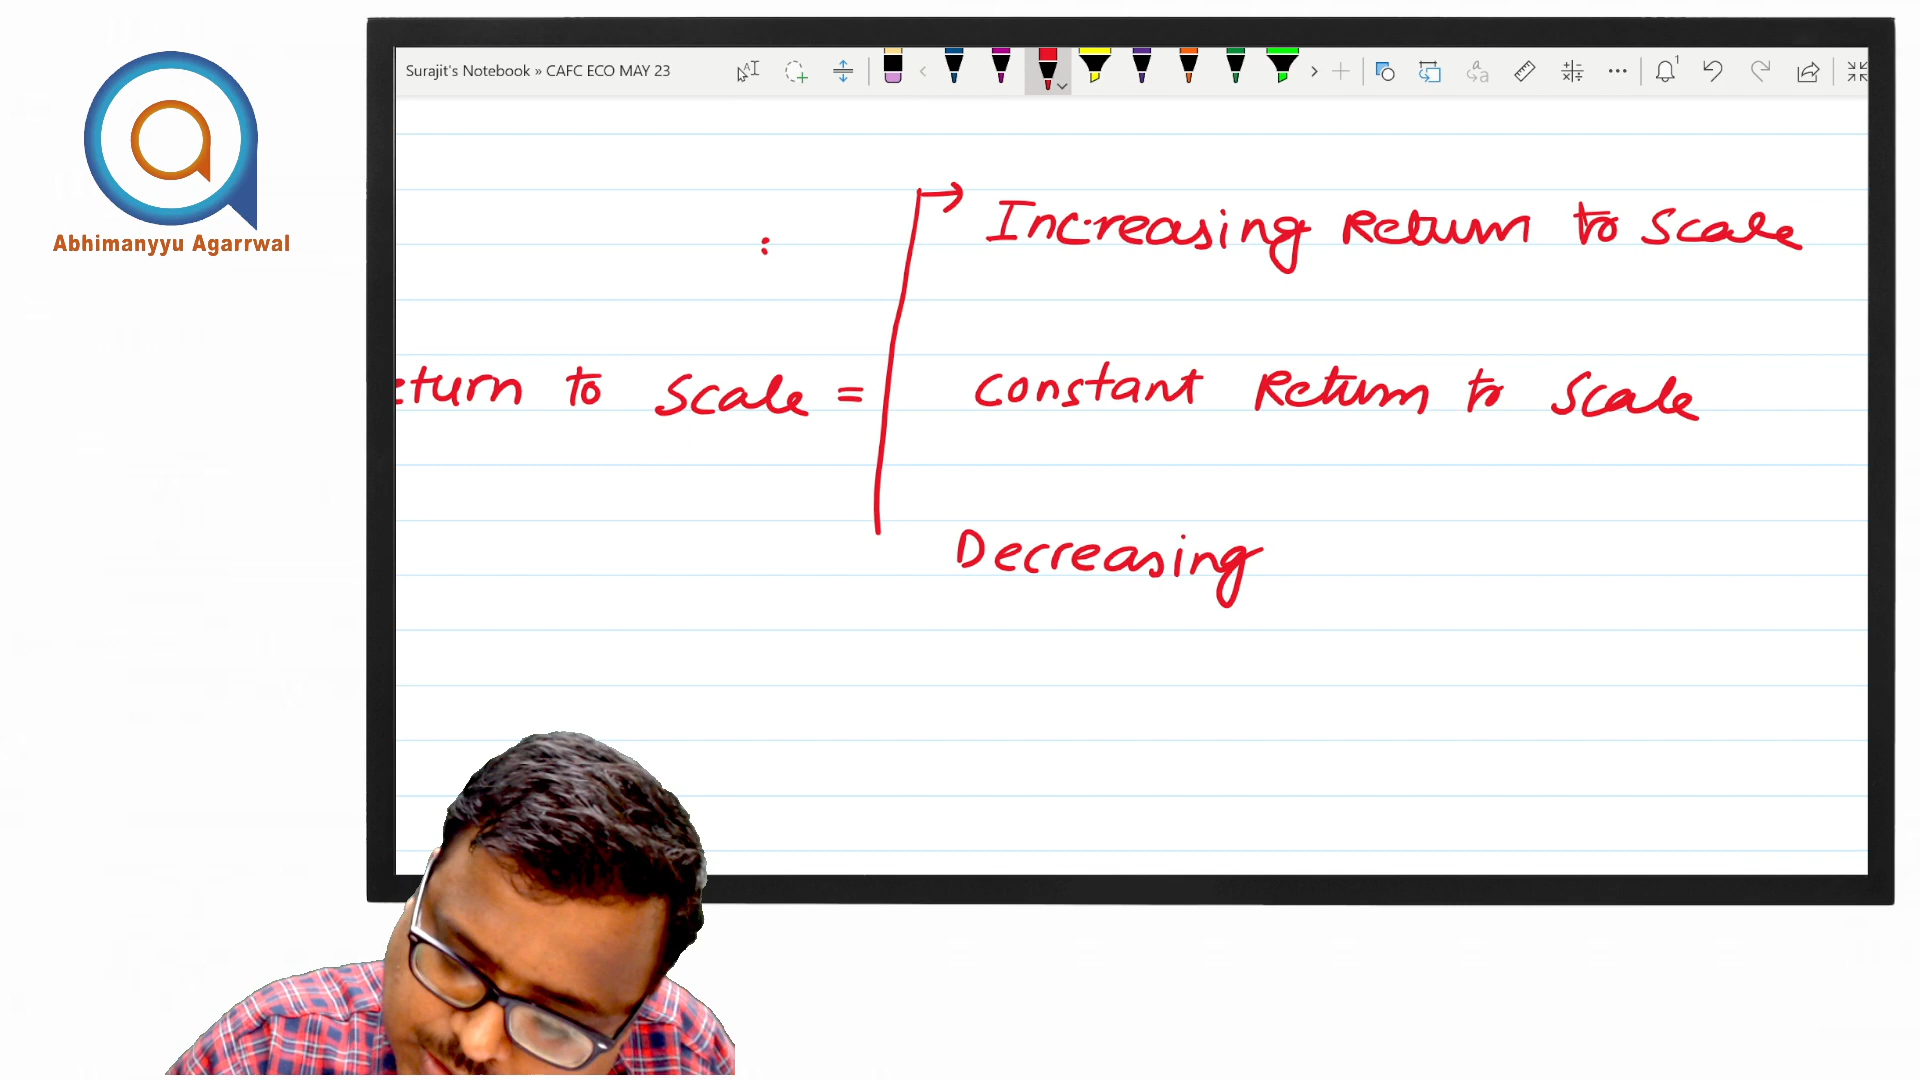 Surajit's Notebook » CAFC ECO MAY 23
Abhimanyyu Agarrwal
Increasing Return to Scale
eturn to Scale = Constant Return to Scale
Decreasing